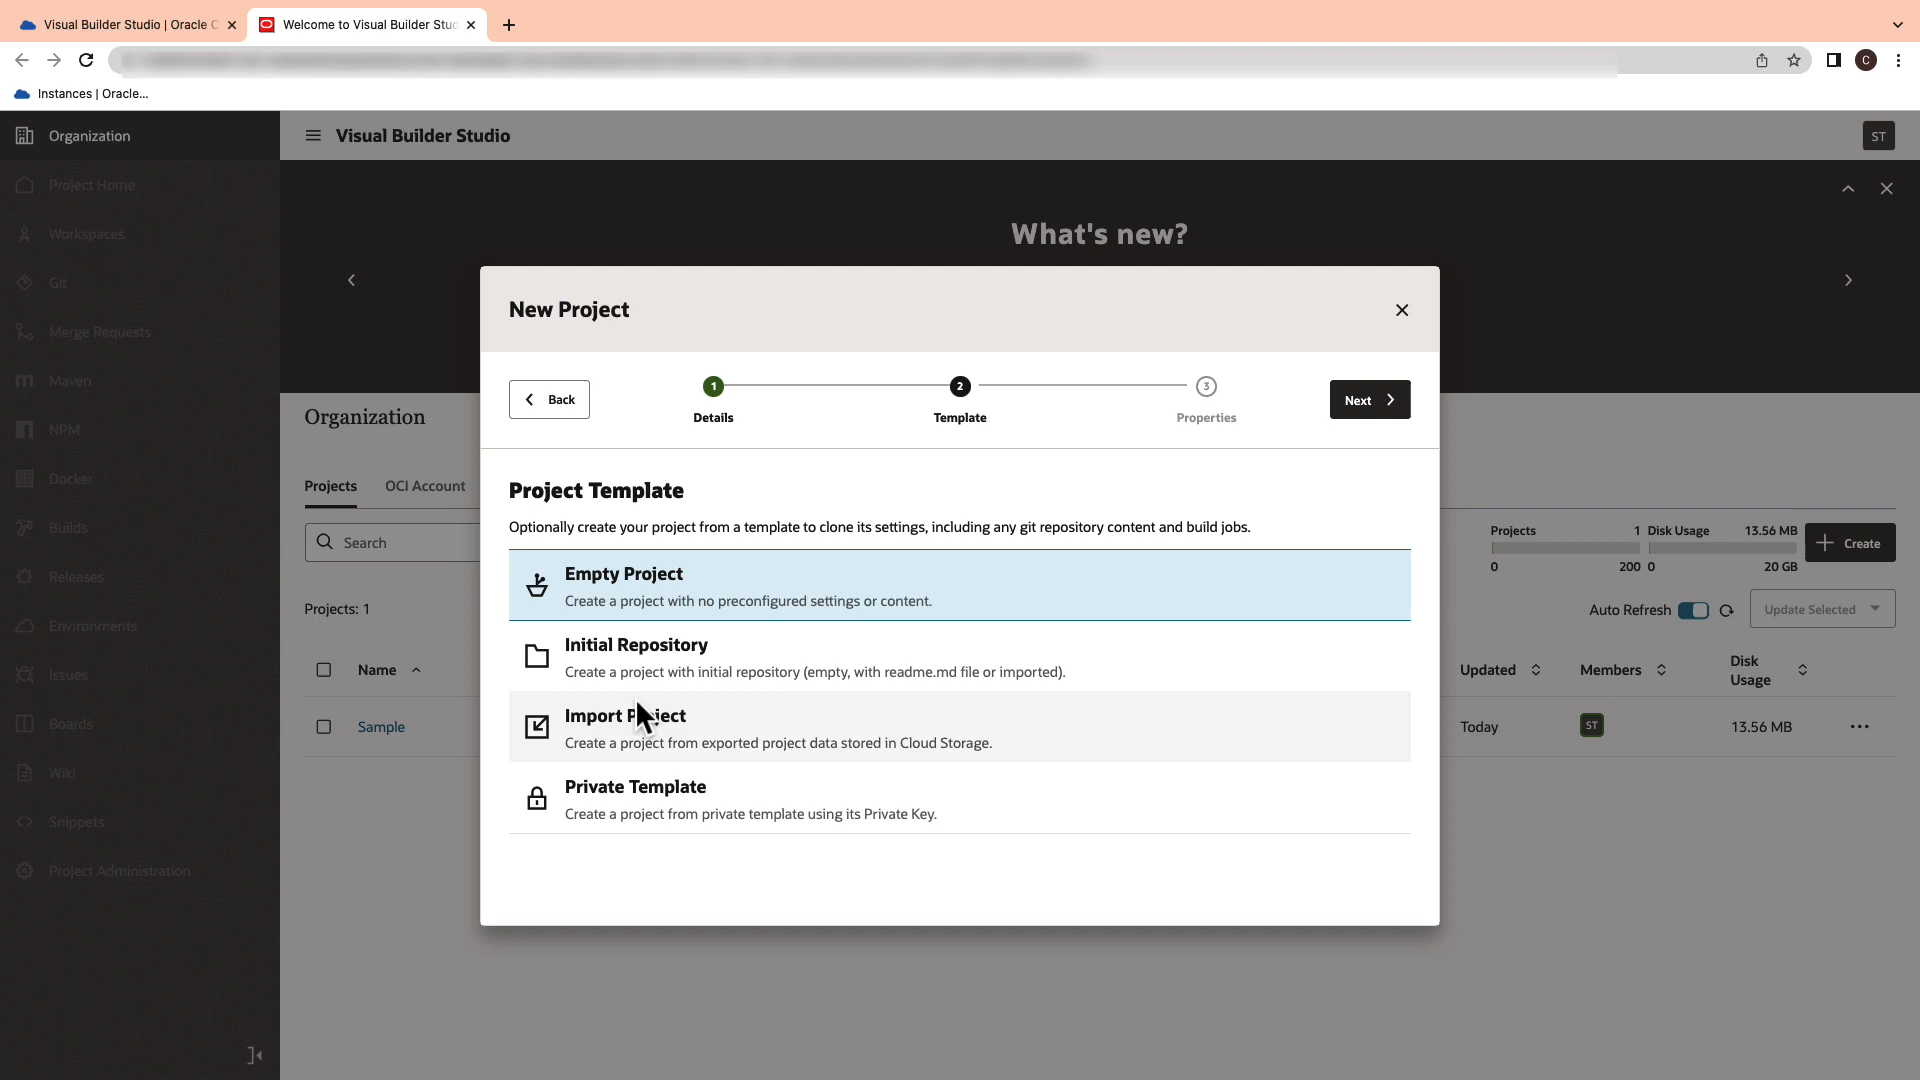 Visual Builder Studio | Oracle C
Welcome to Visual Builder Stud
C
Instances | Oracle...
Organization
Visual Builder Studio
ST
Project Home
Workspaces
What's new?
Git
New Project
Merge Requests
Back
1
2
3
Next
Maven
Details
Template
Properties
Organization
NPM
Docker
Projects
OCI Account
Project Template
Optionally create your project from a template to clone its settings, including any git repository content and build jobs.
Builds
Search
Projects 1
Disk Usage 13.56 MB
Create
0 200
0 20 GB
Empty Project
Create a project with no preconfigured settings or content.
Releases
Projects: 1
Auto Refresh
Update Selected
Environments
Initial Repository
Create a project with initial repository (empty, with readme.md file or imported).
Issues
Name
Updated
Members
Disk
Usage
Import Project
Create a project from exported project data stored in Cloud Storage.
Boards
Sample
Today
ST
13.56 MB
Wiki
Private Template
Create a project from private template using its Private Key.
Snippets
Project Administration